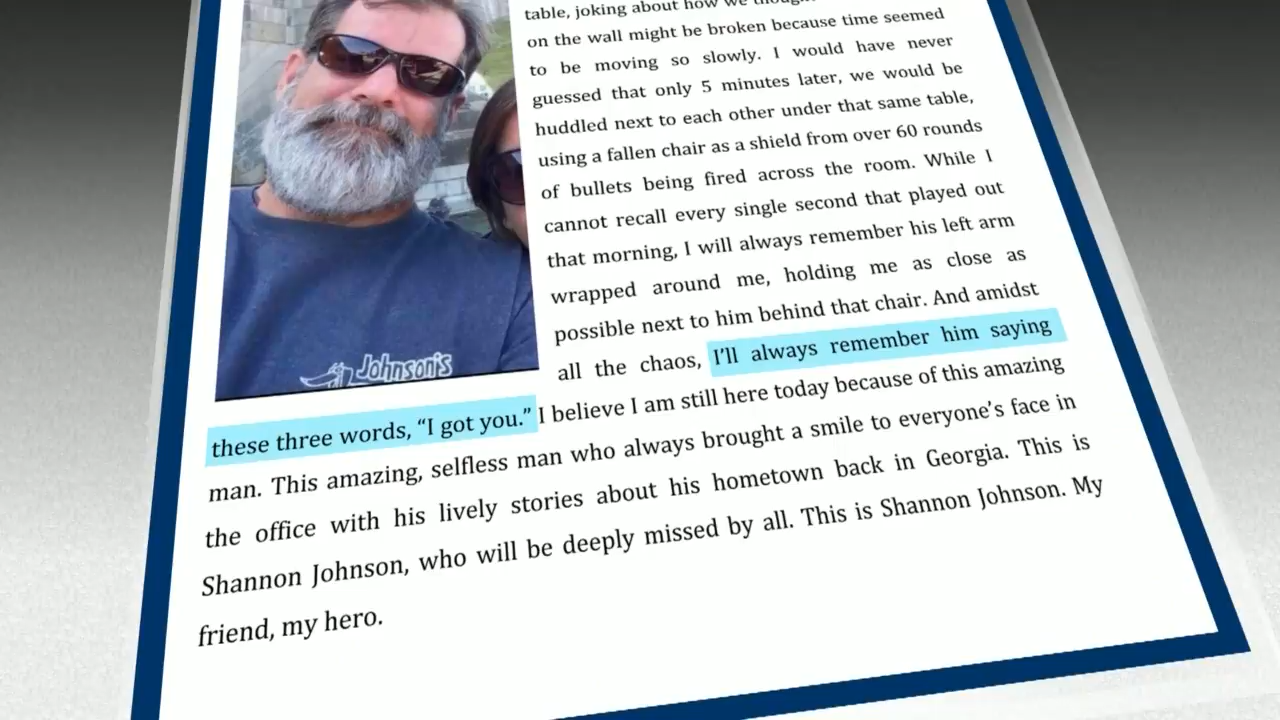 table, joking about how we thought
on the wall might be broken because time seemed
to be moving so slowly. I would have never
guessed that only 5 minutes later, we would be
huddled next to each other under that same table,
using a fallen chair as a shield from over 60 rounds
of bullets being fired across the room. While I
cannot recall every single second that played out
that morning, I will always remember his left arm
wrapped around me, holding me as close as
possible next to him behind that chair. And amidst
all the chaos, I'll always remember him saying
Johnson's
these three words, “I got you.” I believe I am still here today because of this amazing
man. This amazing, selfless man who always brought a smile to everyone's face in
the office with his lively stories about his hometown back in Georgia. This is
Shannon Johnson, who will be deeply missed by all. This is Shannon Johnson. My
friend, my hero.